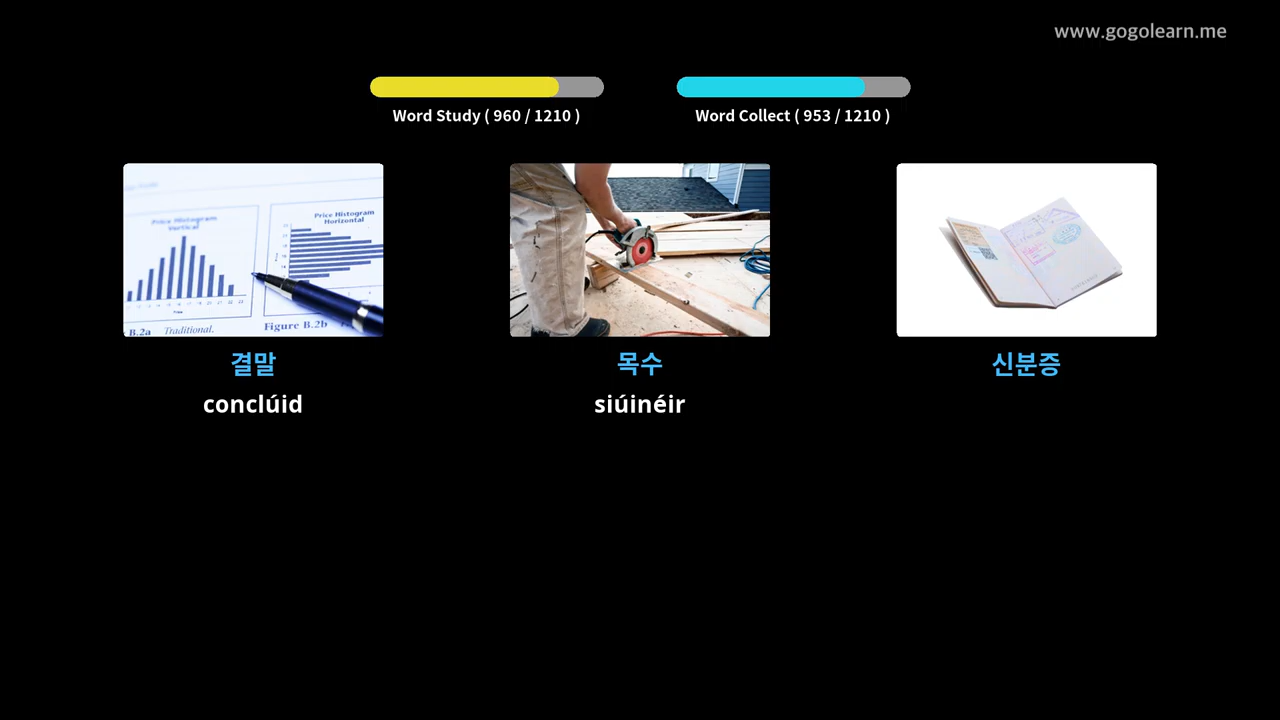 www.gogolearn.me
Word Study ( 960 / 1210 )
Word Collect ( 953 / 1210 )
Price Histogram
Vertical
Price Histogram
Horizontal
B.2a Traditional.
Figure B.2b
결말
목수
신분증
conclúid
siúinéir